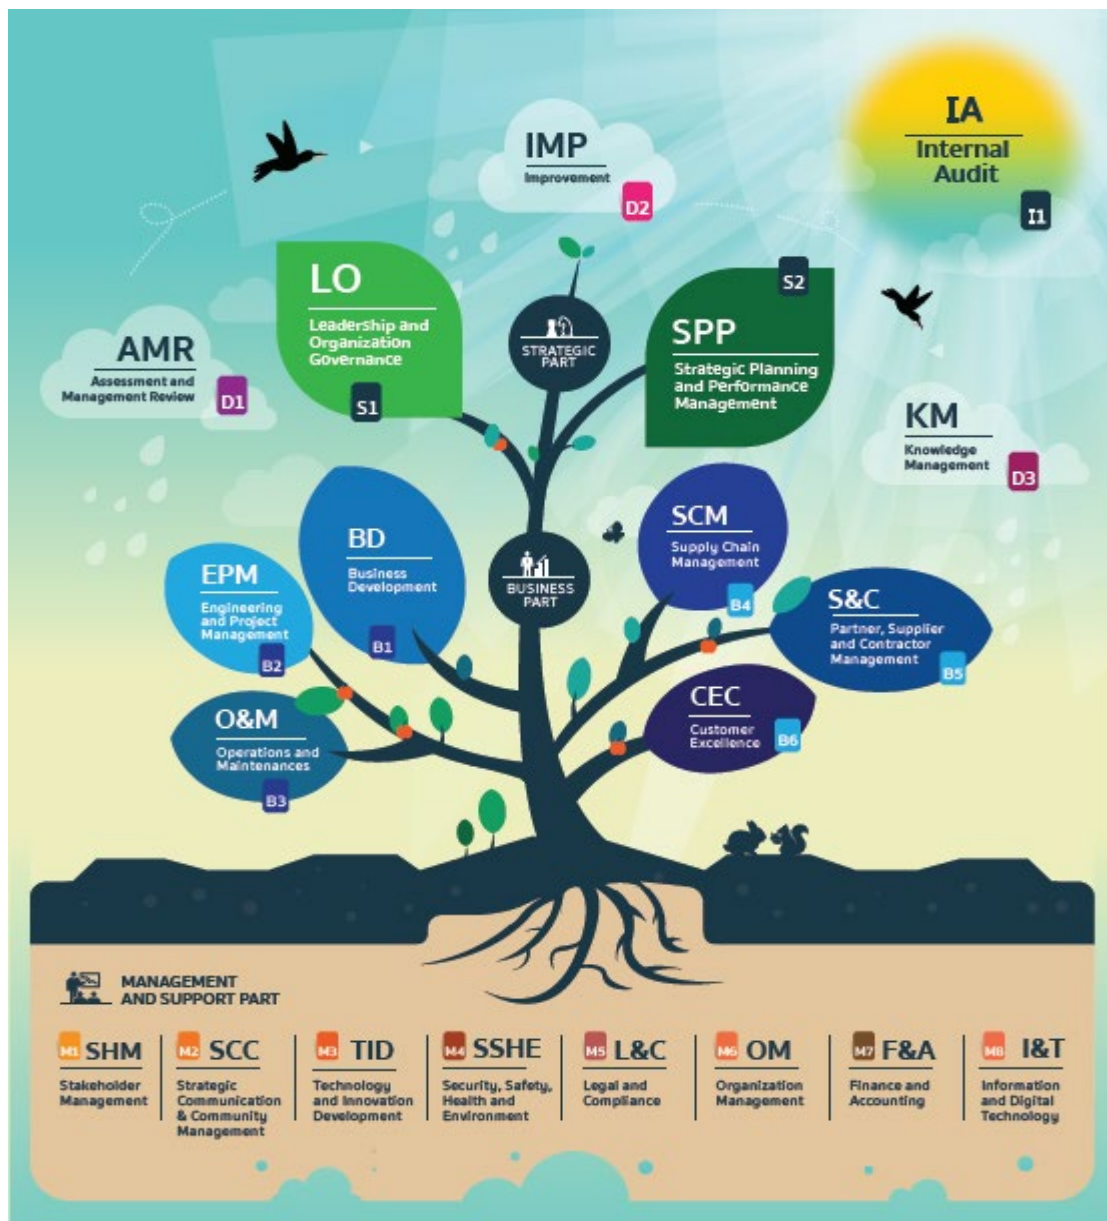 IA
Internal
Audit
I1
IMP
Improvement
D2
LO
Leadership and
Organization
Governance
S1
STRATEGIC
PART
S2
SPP
Strategic Planning
and Performance
Management
AMR
Assessment and
Management Review
D1
KM
Knowledge
Management
D3
BD
Business
Development
B1
SCM
Supply Chain
Management
B4
EPM
Engineering
and Project
Management
B2
BUSINESS
PART
S&C
Partner, Supplier
and Contractor
Management
B5
O&M
Operations and
Maintenances
B3
CEC
Customer
Excellence
B6
MANAGEMENT
AND SUPPORT PART
M1 SHM
Stakeholder
Management
M2 SCC
Strategic
Communication
& Community
Management
M3 TID
Technology
and Innovation
Development
M4 SSHE
Security, Safety,
Health and
Environment
M5 L&C
Legal and
Compliance
M6 OM
Organization
Management
M7 F&A
Finance and
Accounting
M8 I&T
Information
and Digital
Technology